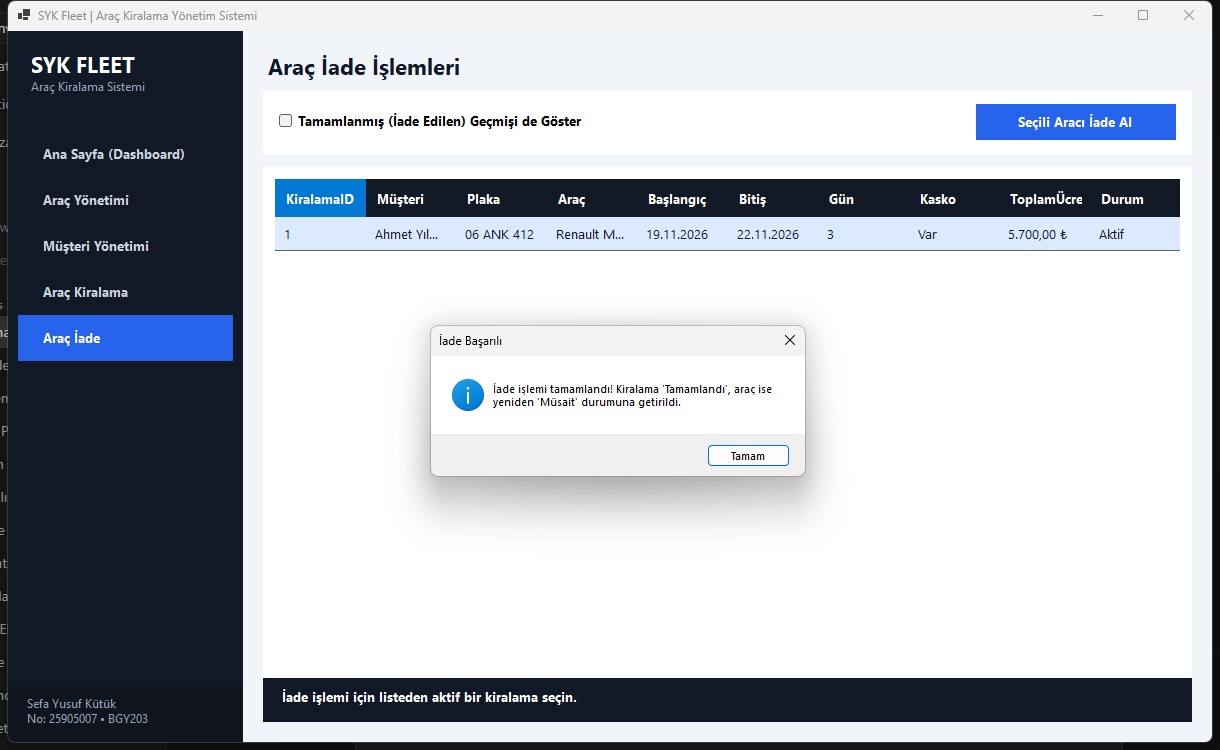 SYK Fleet | Araç Kiralama Yönetim Sistemi
SYK FLEET
Araç Kiralama Sistemi
Ana Sayfa (Dashboard)
Araç Yönetimi
Müşteri Yönetimi
Araç Kiralama
Araç İade
Sefa Yusuf Kütük
No: 25905007 • BGY203
Araç İade İşlemleri
Tamamlanmış (İade Edilen) Geçmişi de Göster
Seçili Aracı İade Al
KiralamaID Müşteri Plaka Araç Başlangıç Bitiş Gün Kasko ToplamÜcre Durum
1 Ahmet Yıl... 06 ANK 412 Renault M... 19.11.2026 22.11.2026 3 Var 5.700,00 ₺ Aktif
İade Başarılı
İade işlemi tamamlandı! Kiralama 'Tamamlandı', araç ise
yeniden 'Müsait' durumuna getirildi.
Tamam
İade işlemi için listeden aktif bir kiralama seçin.